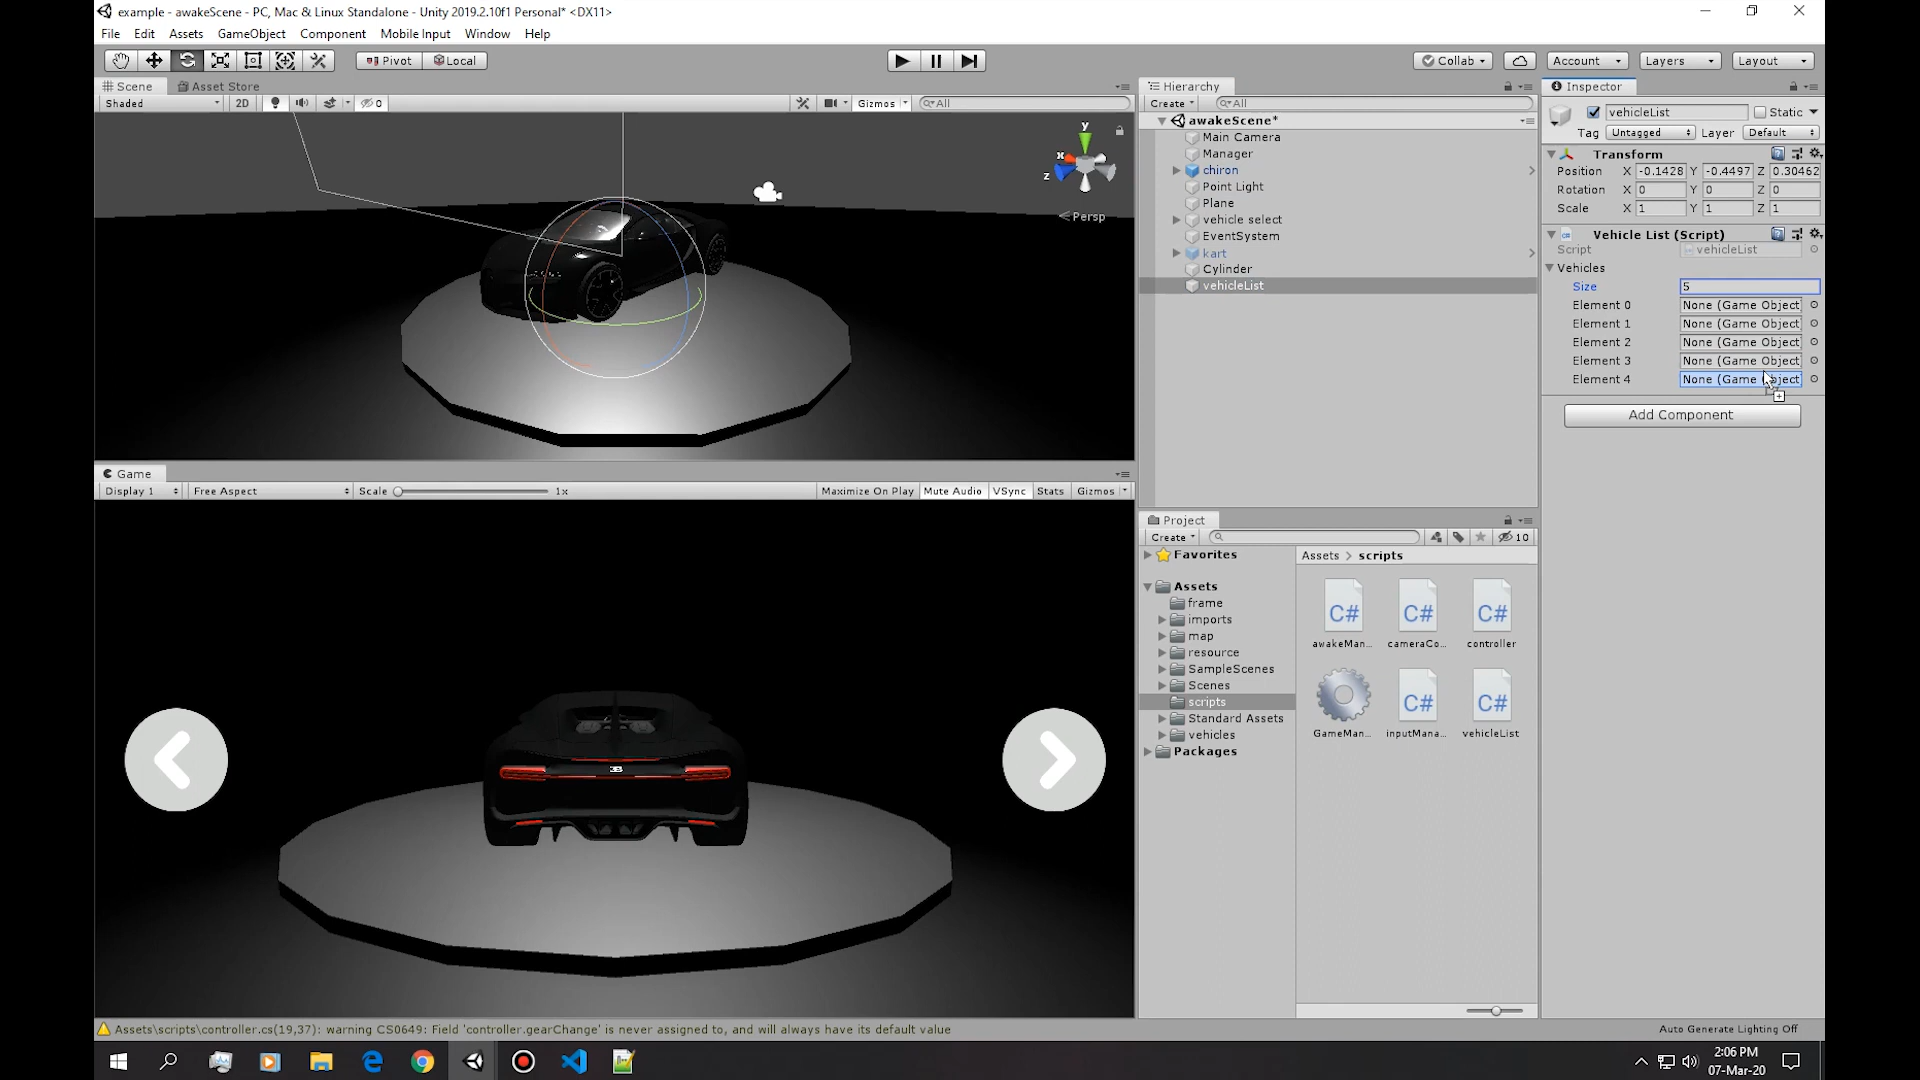 example - awakeScene - PC, Mac & Linux Standalone - Unity 2019.2.10f1 Personal* <DX11>
File Edit Assets GameObject Component Mobile Input Window Help
Pivot Local Collab Account Layers Layout
Scene Asset Store
Shaded 2D 0 Gizmos All
y
x
z
Persp
Game
Display 1 Free Aspect Scale 1x Maximize On Play Mute Audio VSync Stats Gizmos
Hierarchy
Create All
awakeScene*
Main Camera
Manager
chiron
Point Light
Plane
vehicle select
EventSystem
kart
Cylinder
vehicleList
Project
Create 10
Favorites
Assets
frame
imports
map
resource
SampleScenes
Scenes
scripts
Standard Assets
vehicles
Packages
Assets > scripts
C# C# C#
awakeMan... cameraCo... controller
C# C#
GameMan... inputMana... vehicleList
Inspector
vehicleList Static
Tag Untagged Layer Default
Transform
Position X -0.1428 Y -0.4497 Z 0.30462
Rotation X 0 Y 0 Z 0
Scale X 1 Y 1 Z 1
Vehicle List (Script)
Script vehicleList
Vehicles
Size 5
Element 0 None (Game Object
Element 1 None (Game Object
Element 2 None (Game Object
Element 3 None (Game Object
Element 4 None (Game Object
Add Component
Assets\scripts\controller.cs(19,37): warning CS0649: Field 'controller.gearChange' is never assigned to, and will always have its default value
Auto Generate Lighting Off
2:06 PM
07-Mar-20